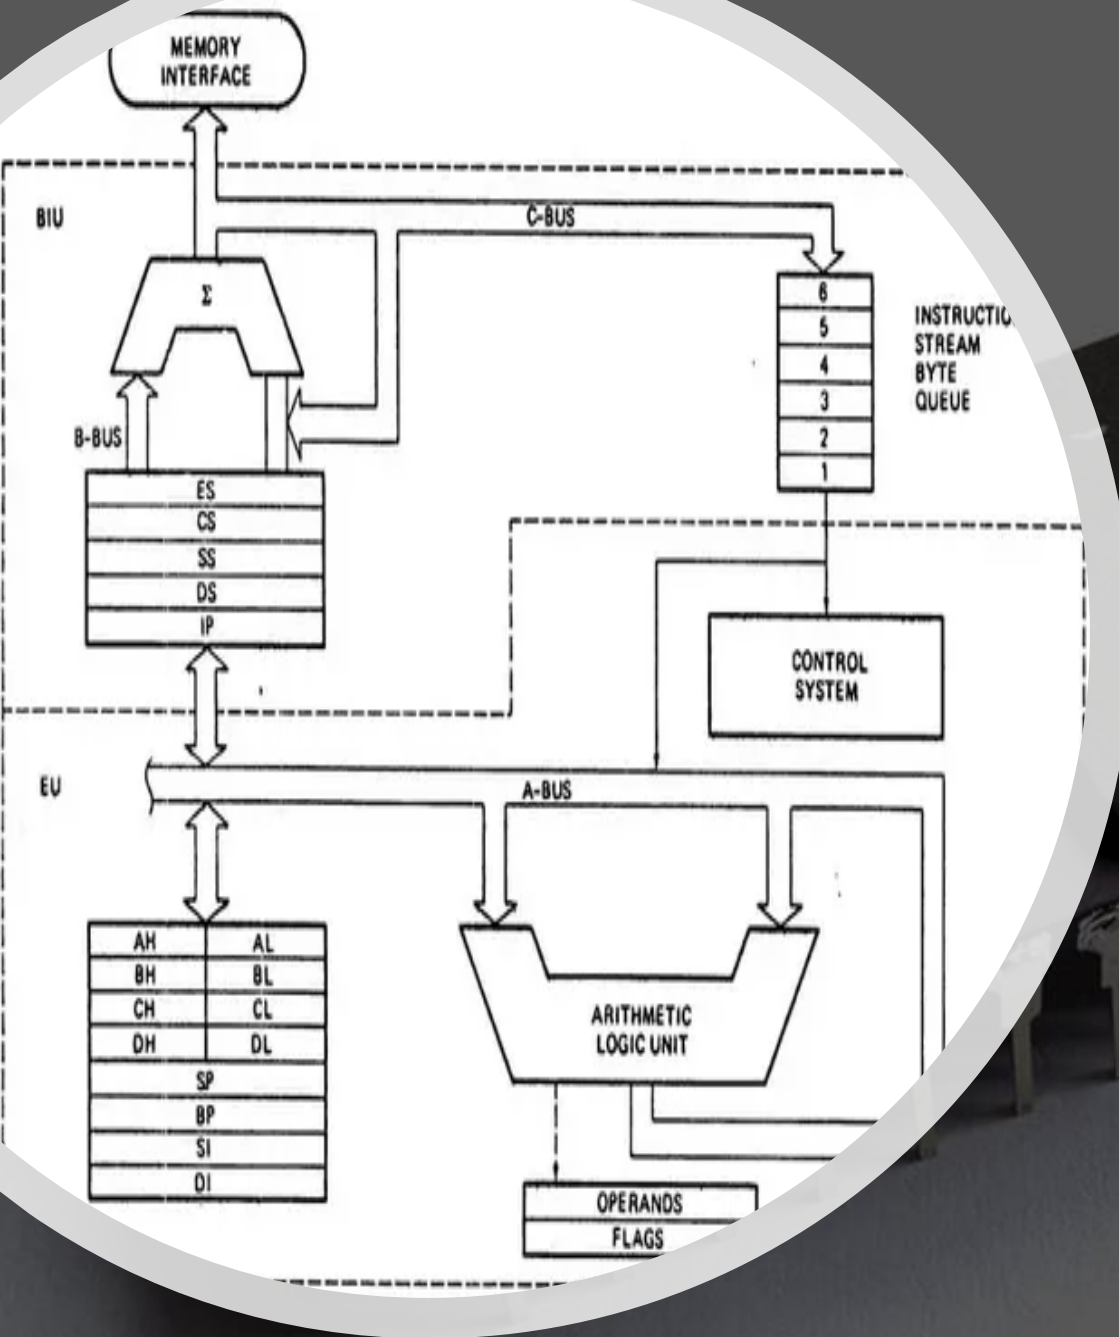 MEMORY
INTERFACE
BIU
C-BUS
Σ
6
5
4
3
2
1
STREAM
BYTE
QUEUE
B-BUS
ES
CS
SS
DS
IP
CONTROL
SYSTEM
EU
A-BUS
AH AL
BH BL
CH CL
DH DL
SP
BP
SI
DI
ARITHMETIC
LOGIC UNIT
OPERANDS
FLAGS